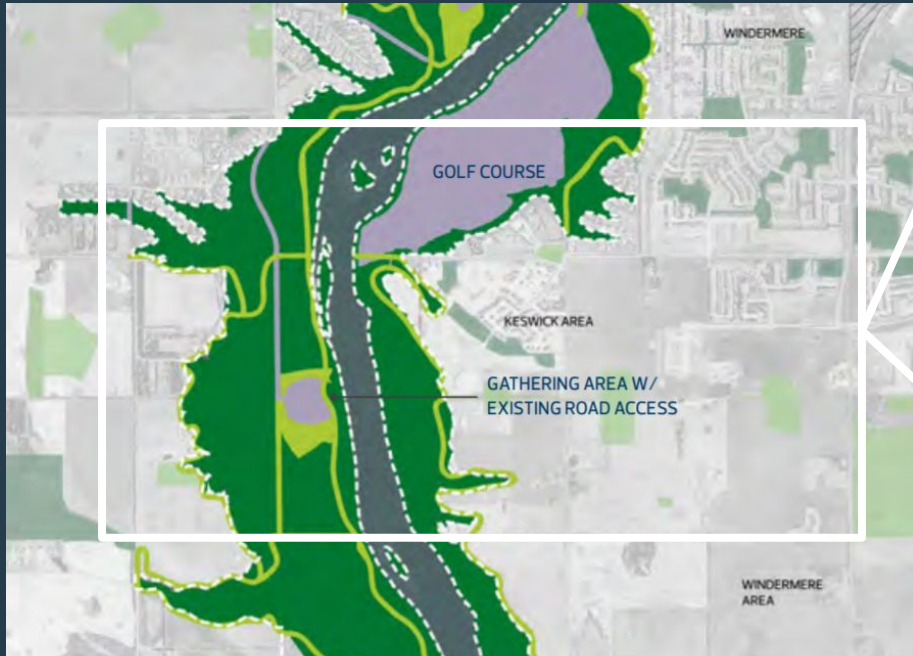 WINDERMERE
GOLF COURSE
KESWICK AREA
GATHERING AREA W/
EXISTING ROAD ACCESS
WINDERMERE
AREA